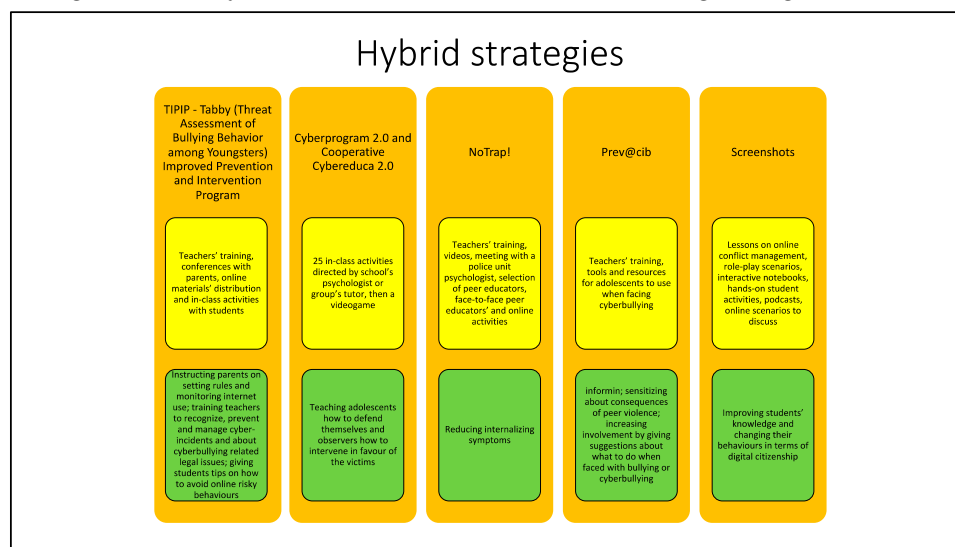 Hybrid strategies
TIPIP - Tabby (Threat
Assessment of
Bullying Behavior
among Youngsters)
Improved Prevention
and Intervention
Program
Teachers' training,
conferences with
parents, online
materials' distribution
and in-class activities
with students
Instructing parents on
setting rules and
monitoring internet
use; training teachers
to recognize, prevent
and manage cyber-
incidents and about
cyberbullying related
legal issues; giving
students tips on how
to avoid online risky
behaviours
Cyberprogram 2.0 and
Cooperative
Cybereduca 2.0
25 in-class activities
directed by school's
psychologist or
group's tutor, then a
videogame
Teaching adolescents
how to defend
themselves and
observers how to
intervene in favour of
the victims
NoTrap!
Teachers' training,
videos, meeting with a
police unit
psychologist, selection
of peer educators,
face-to-face peer
educators' and online
activities
Reducing internalizing
symptoms
Prev@cib
Teachers' training,
tools and resources
for adolescents to use
when facing
cyberbullying
informin; sensitizing
about consequences
of peer violence;
increasing
involvement by giving
suggestions about
what to do when
faced with bullying or
cyberbullying
Screenshots
Lessons on online
conflict management,
role-play scenarios,
interactive notebooks,
hands-on student
activities, podcasts,
online scenarios to
discuss
Improving students'
knowledge and
changing their
behaviours in terms of
digital citizenship